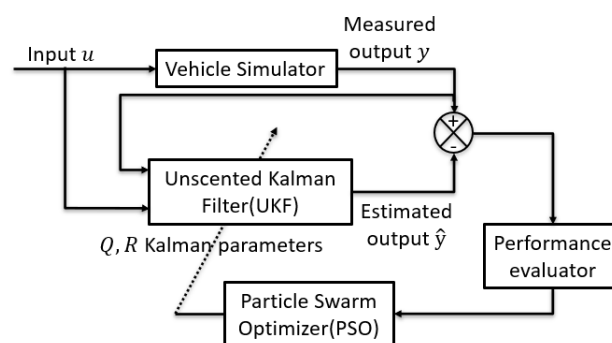 Input u
Vehicle Simulator
Measured
output y
+
-
Unscented Kalman
Filter(UKF)
Estimated
output ŷ
Q, R Kalman parameters
Performance
evaluator
Particle Swarm
Optimizer(PSO)